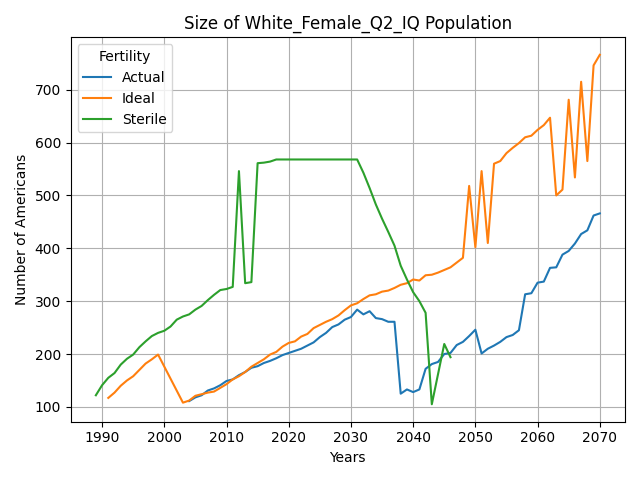 Size of White_Female_Q2_IQ Population
Fertility
Actual
Ideal
Sterile
Number of Americans
700
600
500
400
300
200
100
1990 2000 2010 2020 2030 2040 2050 2060 2070
Years